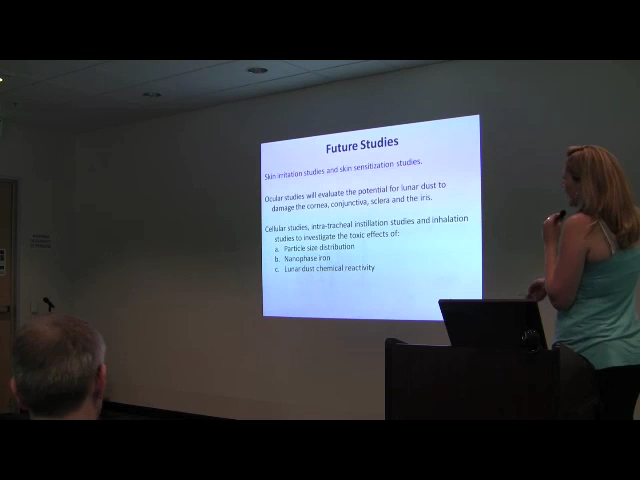 Future Studies
Skin irritation studies and skin sensitization studies.
Ocular studies will evaluate the potential for lunar dust to
damage the cornea, conjunctiva, sclera and the iris.
Cellular studies, intra-tracheal instillation studies and inhalation
studies to investigate the toxic effects of:
a. Particle size distribution
b. Nanophase iron
c. Lunar dust chemical reactivity